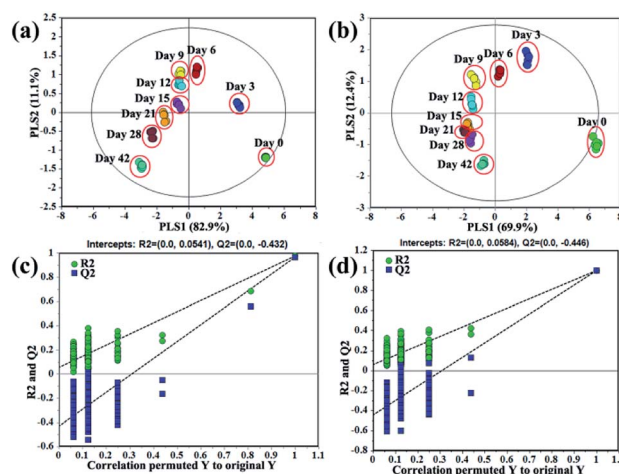 (a)
2.5
2
1.5
1
0.5
0
-0.5
-1
-1.5
-2
-2.5
PLS2 (11.1%)
Day 9
Day 6
Day 12
Day 3
Day 15
Day 21
Day 28
Day 0
Day 42
-8 -6 -4 -2 0 2 4 6 8
PLS1 (82.9%)
(b)
3
2
1
0
-1
-2
-3
PLS2 (12.4%)
Day 3
Day 6
Day 9
Day 12
Day 15
Day 0
Day 21
Day 28
Day 42
-8 -6 -4 -2 0 2 4 6 8
PLS1 (69.9%)
Intercepts: R2=(0.0, 0.0541), Q2=(0.0, -0.432)
(c)
R2
Q2
1
0.8
0.6
0.4
0.2
0
-0.2
-0.4
-0.6
R2 and Q2
0 0.1 0.2 0.3 0.4 0.5 0.6 0.7 0.8 0.9 1 1.1
Correlation permuted Y to original Y
Intercepts: R2=(0.0, 0.0584), Q2=(0.0, -0.446)
(d)
R2
Q2
1.2
1
0.8
0.6
0.4
0.2
0
-0.2
-0.4
-0.6
-0.8
R2 and Q2
0 0.1 0.2 0.3 0.4 0.5 0.6 0.7 0.8 0.9 1 1.1
Correlation permuted Y to original Y